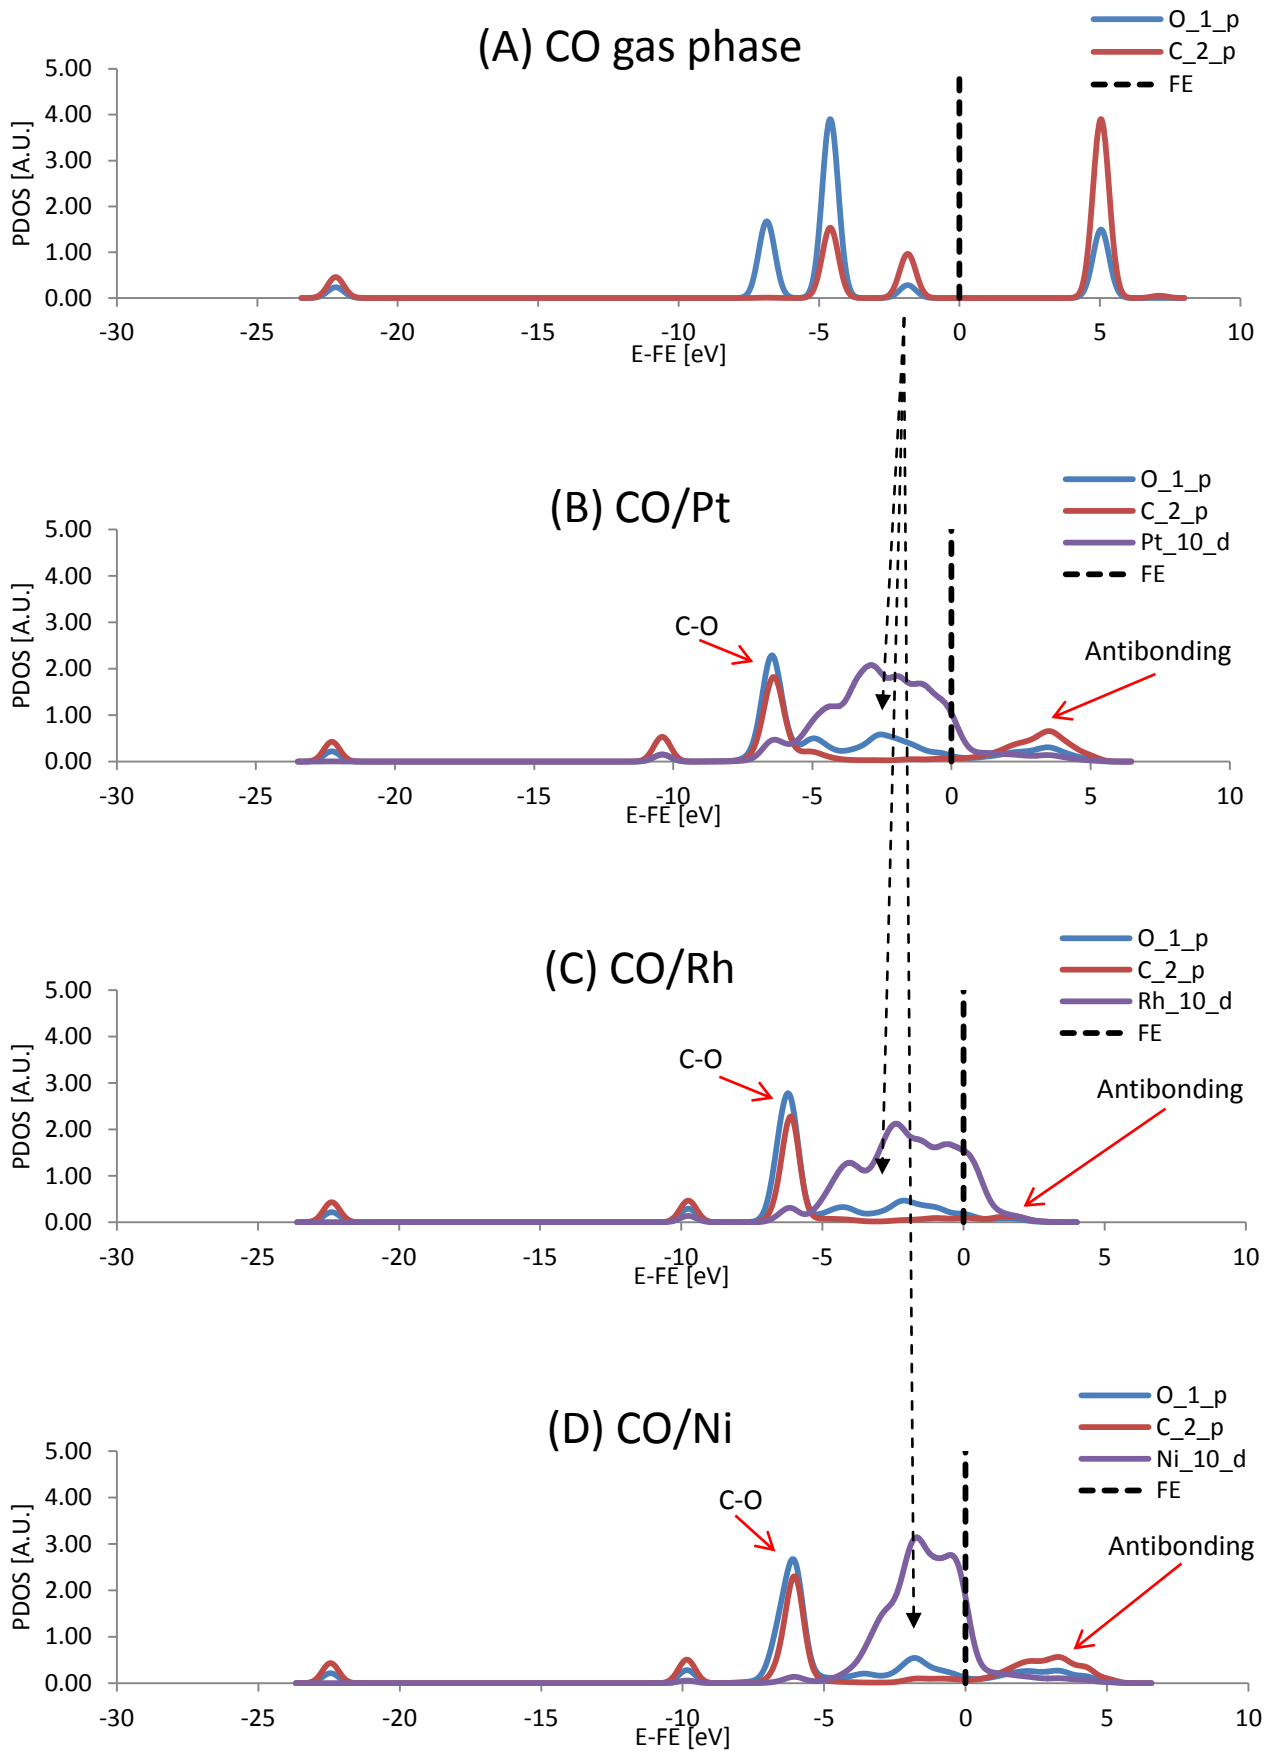 (A) CO gas phase
O_1_p
C_2_p
FE
PDOS [A.U.]
5.00
4.00
3.00
2.00
1.00
0.00
-30 -25 -20 -15 -10 -5 0 5 10
E-FE [eV]
(B) CO/Pt
O_1_p
C_2_p
Pt_10_d
FE
PDOS [A.U.]
5.00
4.00
3.00
2.00
1.00
0.00
C-O
Antibonding
-30 -25 -20 -15 -10 -5 0 5 10
E-FE [eV]
(C) CO/Rh
O_1_p
C_2_p
Rh_10_d
FE
PDOS [A.U.]
5.00
4.00
3.00
2.00
1.00
0.00
C-O
Antibonding
-30 -25 -20 -15 -10 -5 0 5 10
E-FE [eV]
(D) CO/Ni
O_1_p
C_2_p
Ni_10_d
FE
PDOS [A.U.]
5.00
4.00
3.00
2.00
1.00
0.00
C-O
Antibonding
-30 -25 -20 -15 -10 -5 0 5 10
E-FE [eV]